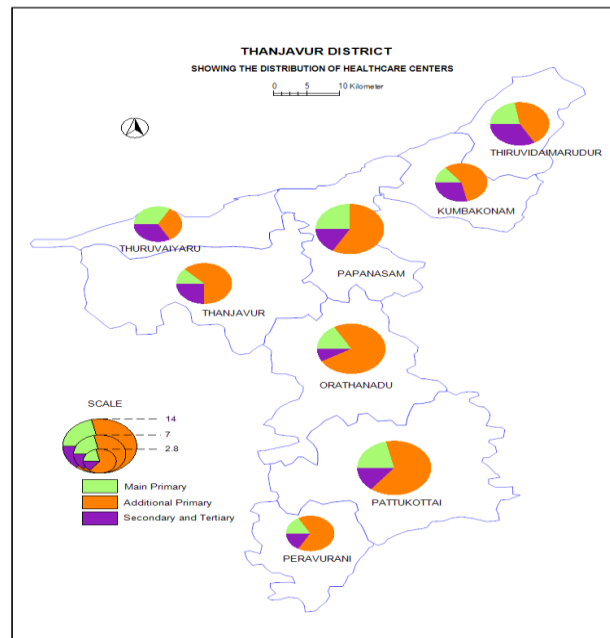 THANJAVUR DISTRICT
SHOWING THE DISTRIBUTION OF HEALTHCARE CENTERS
0 5 10 Kilometer
THIRUVIDAIMARUDUR
KUMBAKONAM
THURUVAIYARU
PAPANASAM
THANJAVUR
ORATHANADU
SCALE
14
7
2.8
Main Primary
Additional Primary
Secondary and Tertiary
PATTUKOTTAI
PERAVURANI